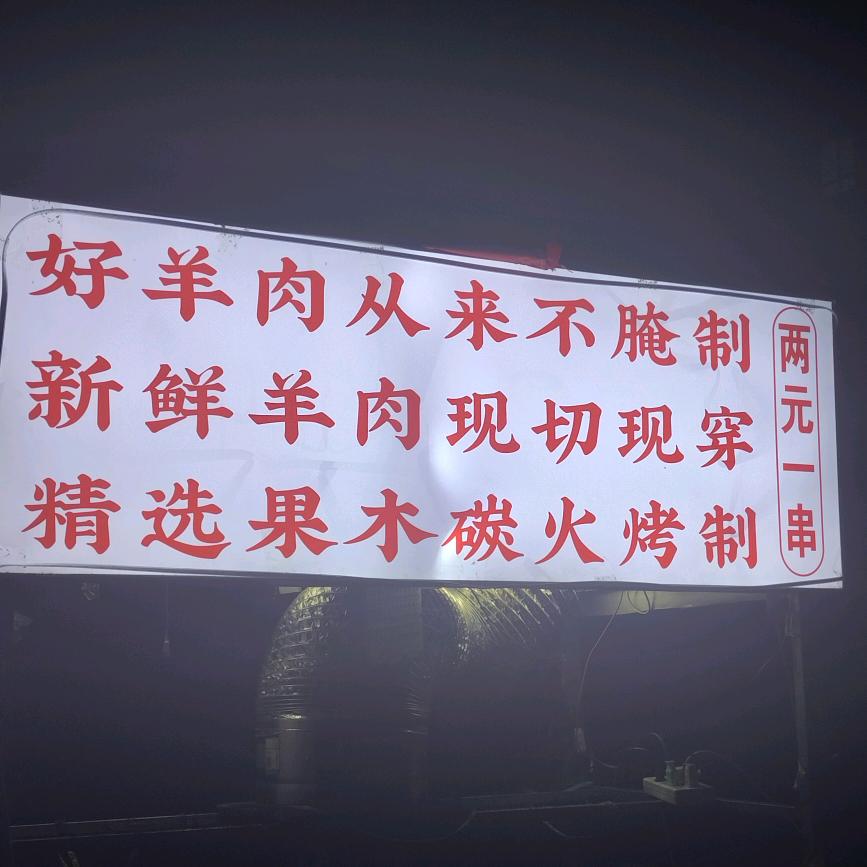 好羊肉从来不腌制
新鲜羊肉现切现穿
精选果木碳火烤制
两元一串